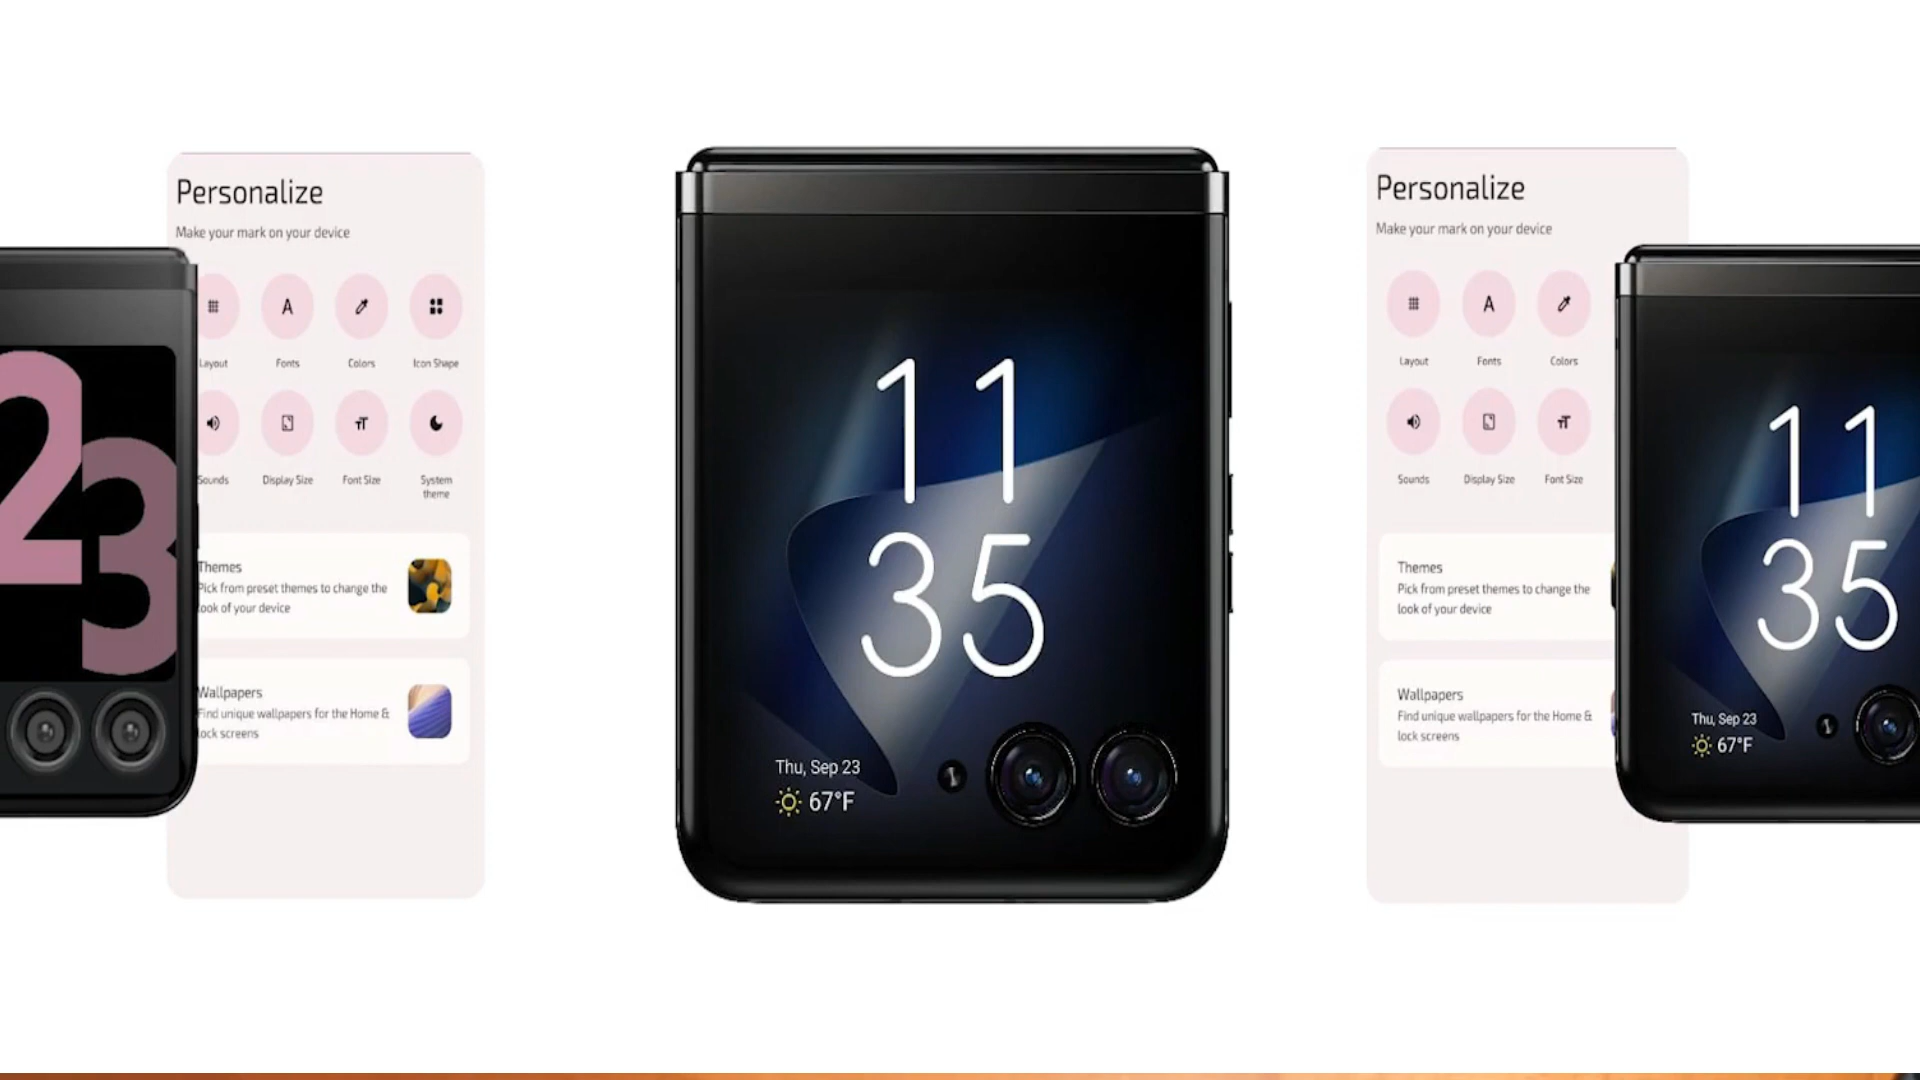 23
Personalize
Make your mark on your device
Layout
Fonts
Colors
Icon Shape
Sounds
Display Size
Font Size
System
theme
Themes
Pick from preset themes to change the
look of your device
Wallpapers
Find unique wallpapers for the Home &
lock screens
11
35
Thu, Sep 23
67°F
Personalize
Make your mark on your device
Layout
Fonts
Colors
Sounds
Display Size
Font Size
Themes
Pick from preset themes to change the
look of your device
Wallpapers
Find unique wallpapers for the Home &
lock screens
11
35
Thu, Sep 23
67°F